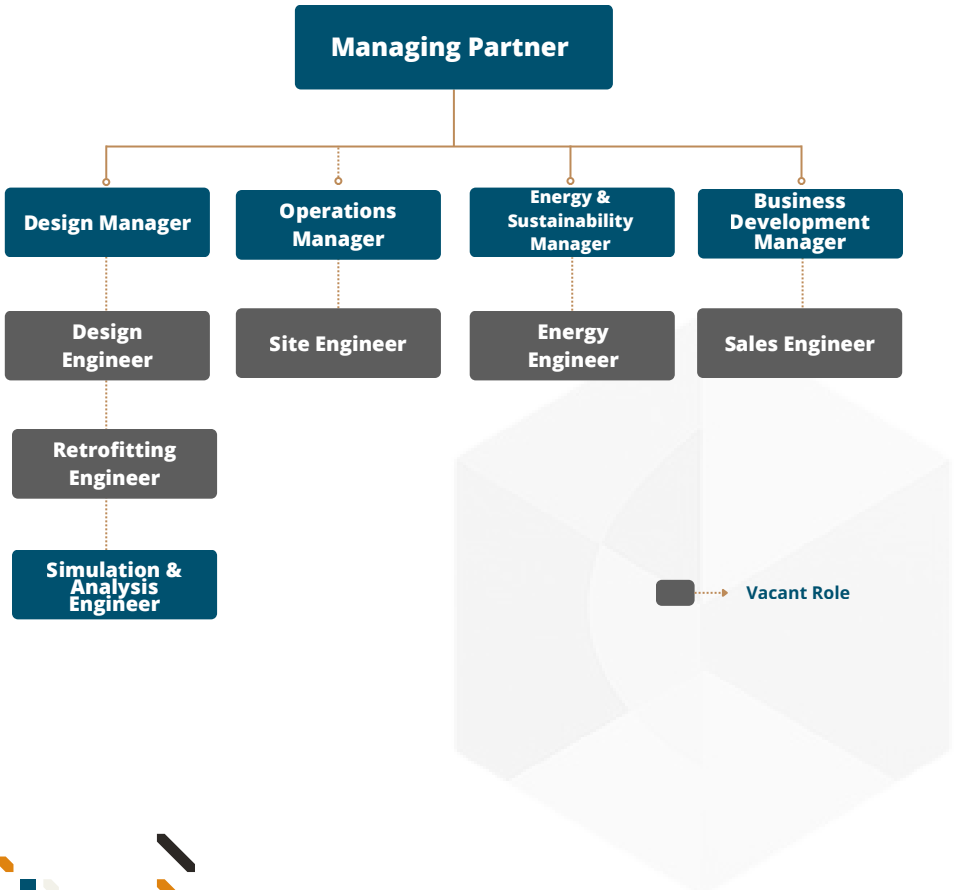 Managing Partner
Design Manager
Operations
Manager
Energy &
Sustainability
Manager
Business
Development
Manager
Design
Engineer
Site Engineer
Energy
Engineer
Sales Engineer
Retrofitting
Engineer
Simulation &
Analysis
Engineer
Vacant Role